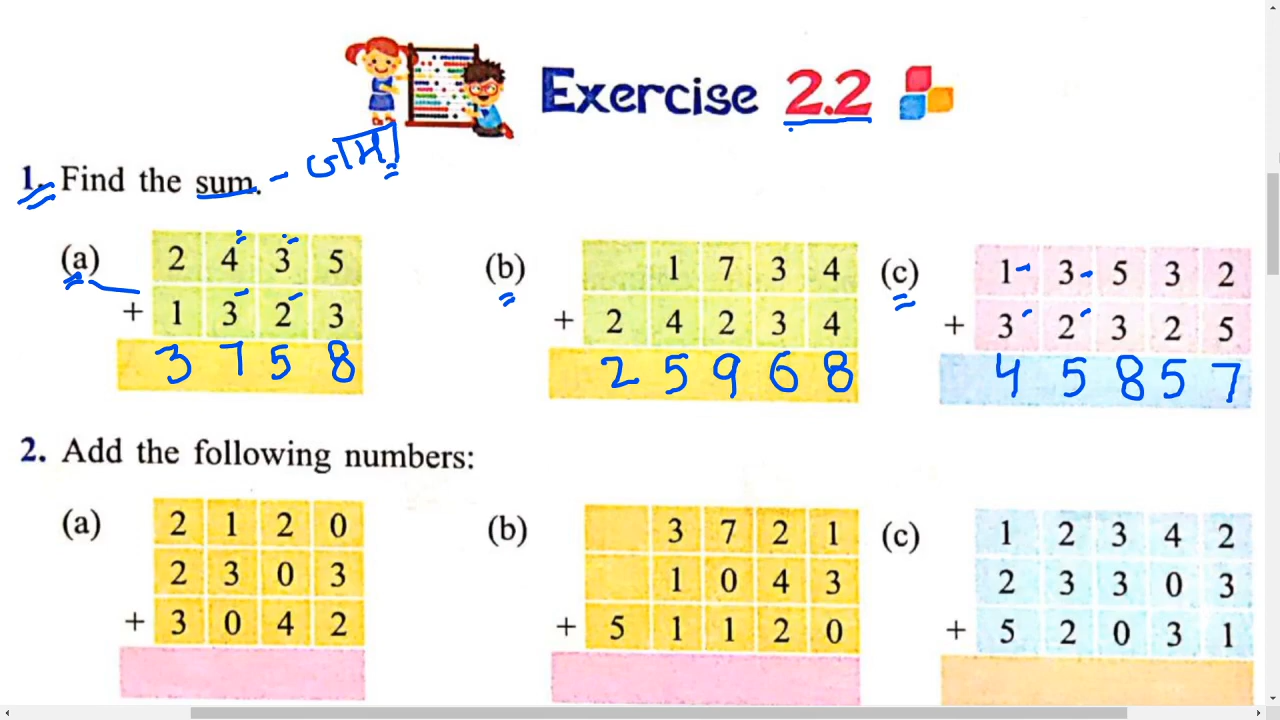 Exercise 2.2
1. Find the sum. - जमा
(a) 2 4 3 5 (b) 1 7 3 4 (c) 1 3 5 3 2
+ 1 3 2 3 + 2 4 2 3 4 + 3 2 3 2 5
3 7 5 8 2 5 9 6 8 4 5 8 5 7
2. Add the following numbers:
(a) 2 1 2 0 (b) 3 7 2 1 (c) 1 2 3 4 2
2 3 0 3 1 0 4 3 2 3 3 0 3
+ 3 0 4 2 + 5 1 1 2 0 + 5 2 0 3 1